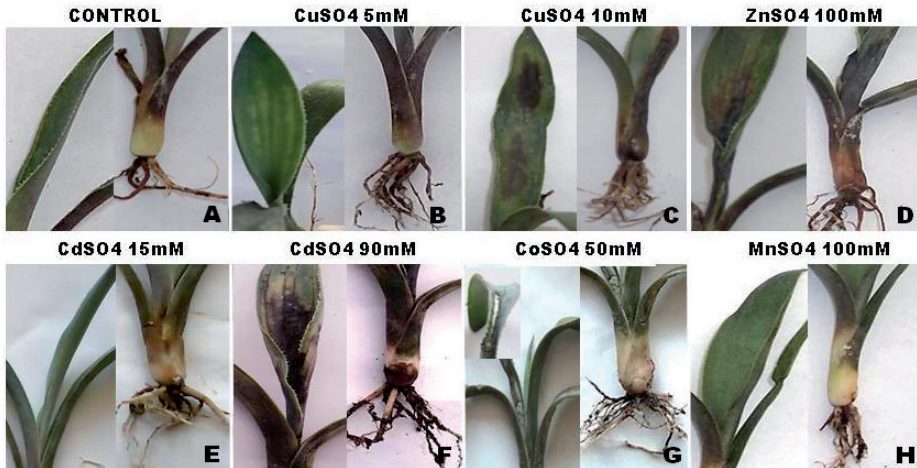 CONTROL
CuSO4 5mM
CuSO4 10mM
ZnSO4 100mM
A
B
C
D
CdSO4 15mM
CdSO4 90mM
CoSO4 50mM
MnSO4 100mM
E
F
G
H